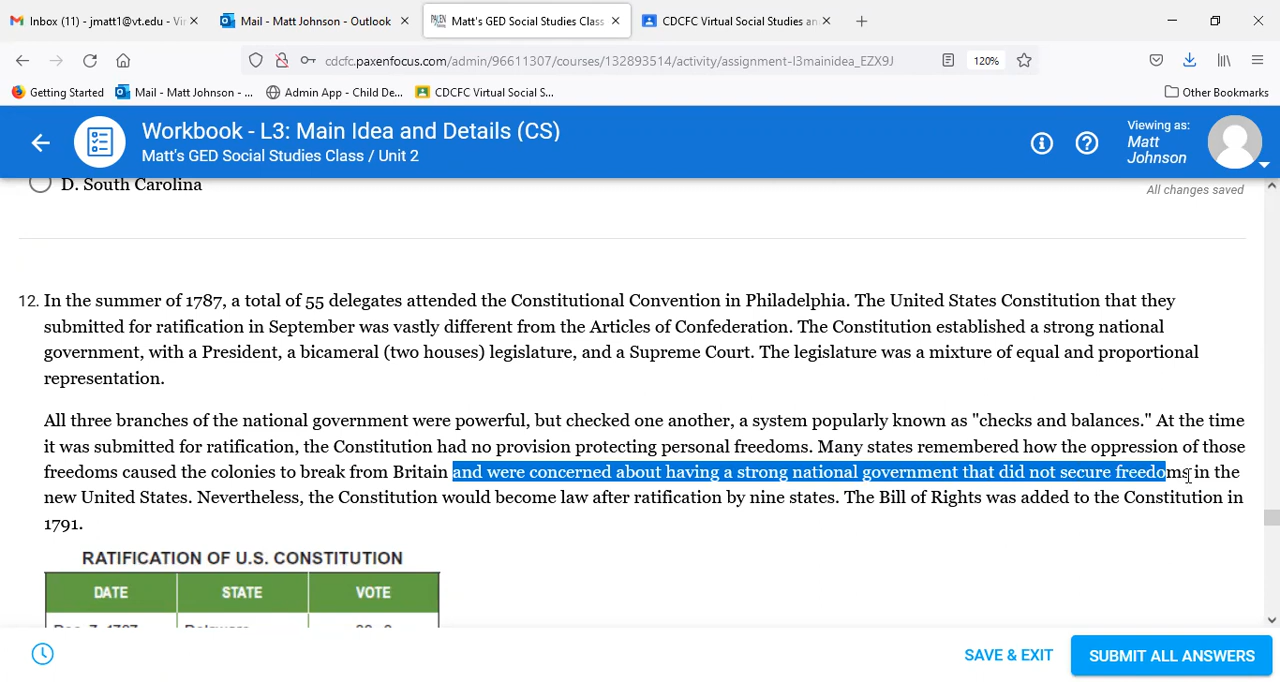 Inbox (11) - jmatt1@vt.edu - Vir
Mail - Matt Johnson - Outlook
PAXEN Matt's GED Social Studies Class
CDCFC Virtual Social Studies an
cdcfc.paxenfocus.com/admin/96611307/courses/132893514/activity/assignment-l3mainidea_EZX9J
120%
Getting Started
Mail - Matt Johnson - ...
Admin App - Child De...
CDCFC Virtual Social S...
Other Bookmarks
Workbook - L3: Main Idea and Details (CS)
Matt's GED Social Studies Class / Unit 2
Viewing as:
Matt
Johnson
D. South Carolina
All changes saved
12. In the summer of 1787, a total of 55 delegates attended the Constitutional Convention in Philadelphia. The United States Constitution that they
submitted for ratification in September was vastly different from the Articles of Confederation. The Constitution established a strong national
government, with a President, a bicameral (two houses) legislature, and a Supreme Court. The legislature was a mixture of equal and proportional
representation.
All three branches of the national government were powerful, but checked one another, a system popularly known as "checks and balances." At the time
it was submitted for ratification, the Constitution had no provision protecting personal freedoms. Many states remembered how the oppression of those
freedoms caused the colonies to break from Britain and were concerned about having a strong national government that did not secure freedoms in the
new United States. Nevertheless, the Constitution would become law after ratification by nine states. The Bill of Rights was added to the Constitution in
1791.
RATIFICATION OF U.S. CONSTITUTION
DATE STATE VOTE
SAVE & EXIT
SUBMIT ALL ANSWERS